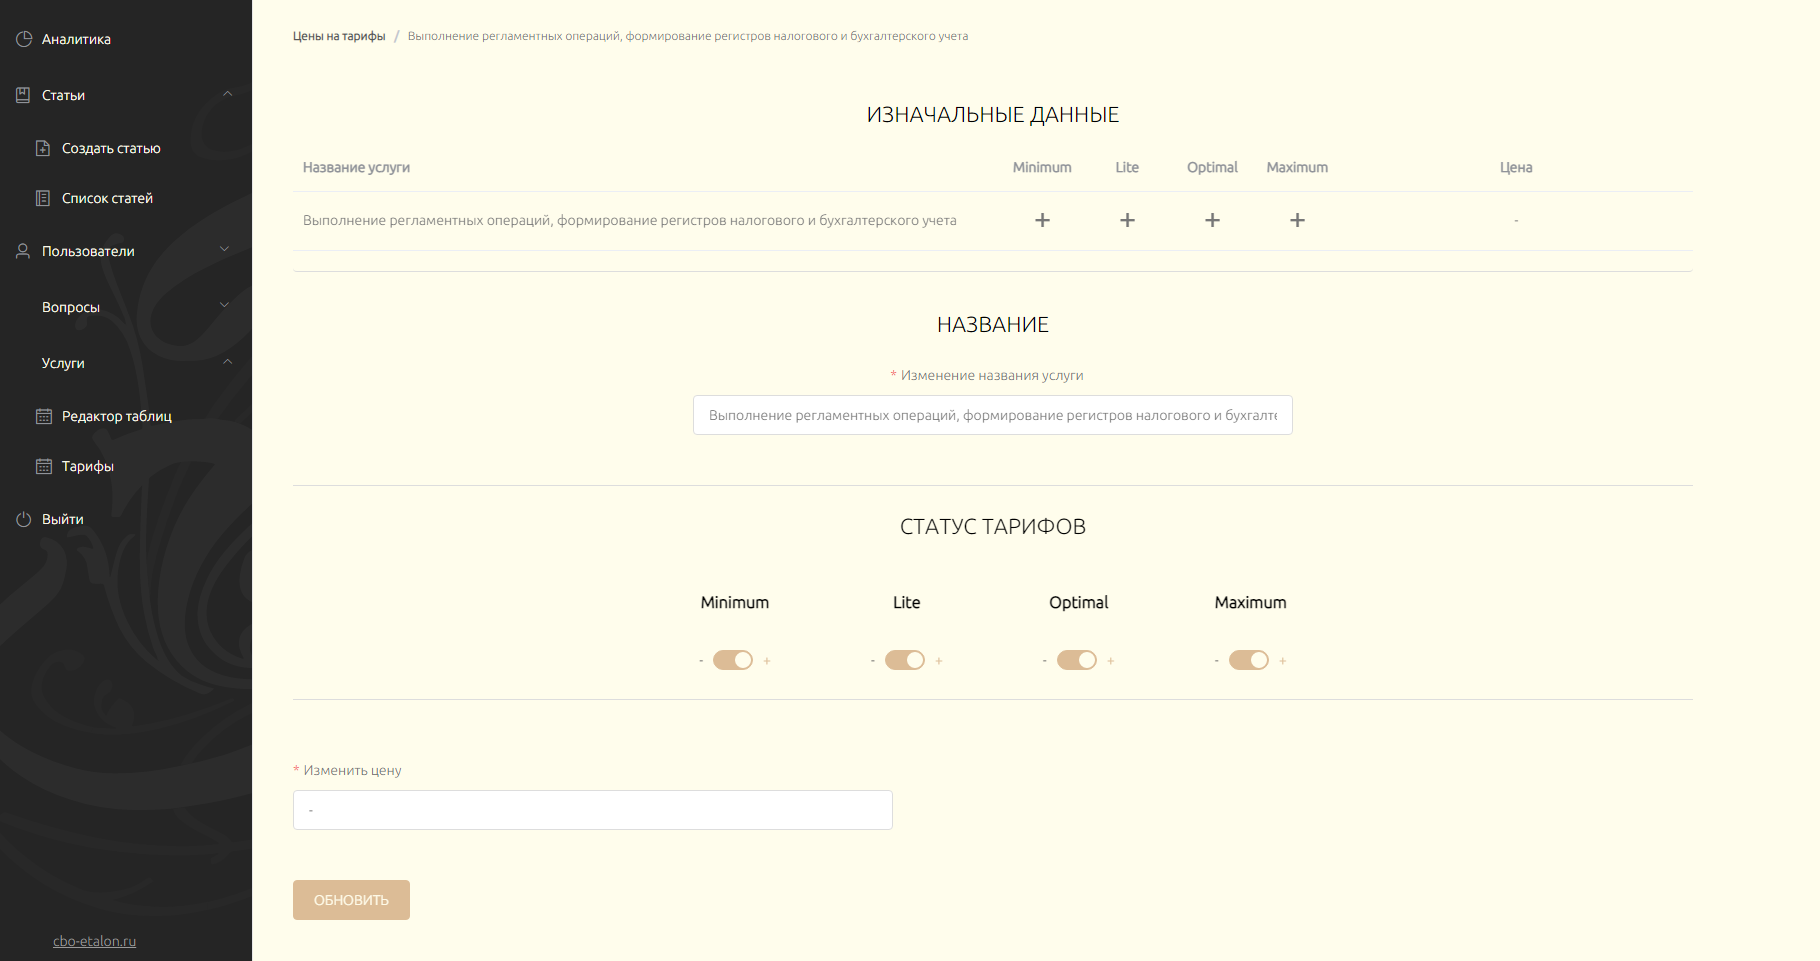 Аналитика
Статьи
Создать статью
Список статей
Пользователи
Вопросы
Услуги
Редактор таблиц
Тарифы
Выйти
cbo-etalon.ru
Цены на тарифы / Выполнение регламентных операций, формирование регистров налогового и бухгалтерского учета
ИЗНАЧАЛЬНЫЕ ДАННЫЕ
Название услуги Minimum Lite Optimal Maximum Цена
Выполнение регламентных операций, формирование регистров налогового и бухгалтерского учета + + + + -
НАЗВАНИЕ
* Изменение названия услуги
Выполнение регламентных операций, формирование регистров налогового и бухгалте
СТАТУС ТАРИФОВ
Minimum Lite Optimal Maximum
- + - + - + - +
* Изменить цену
-
ОБНОВИТЬ